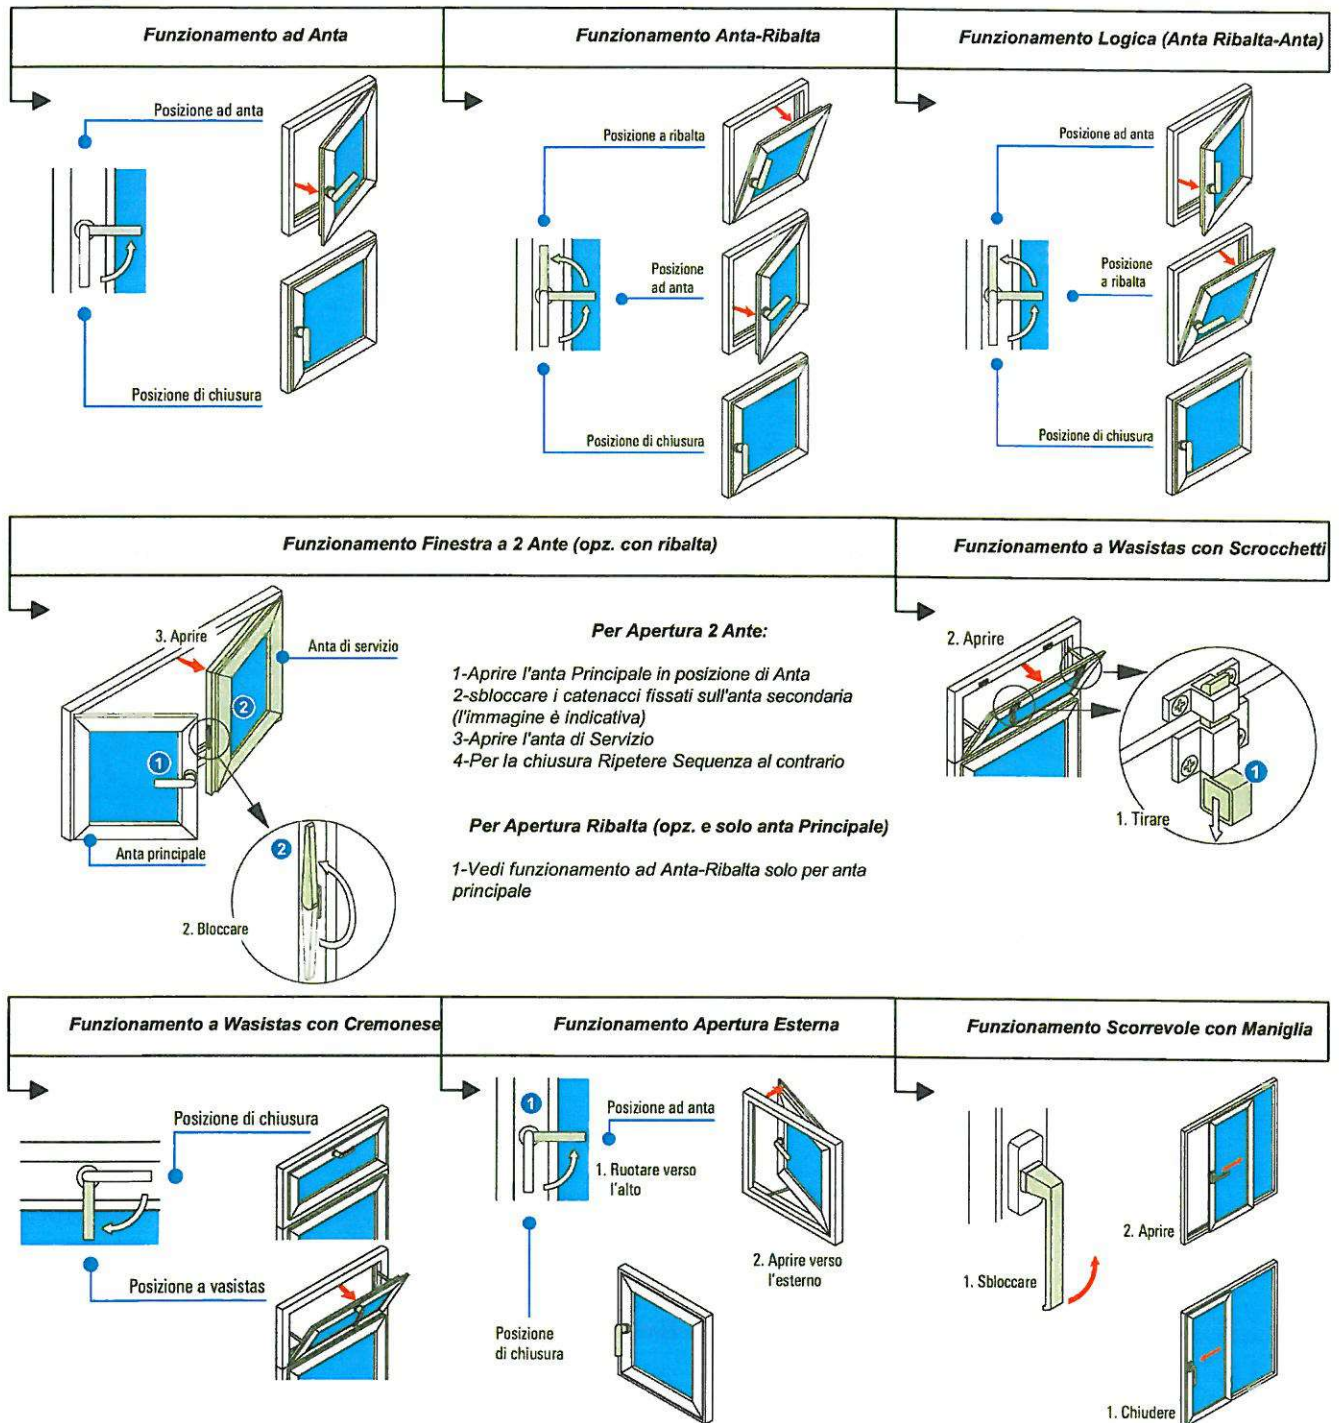 Funzionamento ad Anta
Posizione ad anta
Posizione di chiusura
Funzionamento Anta-Ribalta
Posizione a ribalta
Posizione
ad anta
Posizione di chiusura
Funzionamento Logica (Anta Ribalta-Anta)
Posizione ad anta
Posizione
a ribalta
Posizione di chiusura
Funzionamento Finestra a 2 Ante (opz. con ribalta)
3. Aprire
Anta di servizio
2
1
Anta principale
2
2. Bloccare
Per Apertura 2 Ante:
1-Aprire l'anta Principale in posizione di Anta
2-sbloccare i catenacci fissati sull'anta secondaria
(l'immagine è indicativa)
3-Aprire l'anta di Servizio
4-Per la chiusura Ripetere Sequenza al contrario
Per Apertura Ribalta (opz. e solo anta Principale)
1-Vedi funzionamento ad Anta-Ribalta solo per anta
principale
Funzionamento a Wasistas con Scrocchetti
2. Aprire
1
1. Tirare
Funzionamento a Wasistas con Cremonese
Posizione di chiusura
Posizione a vasistas
Funzionamento Apertura Esterna
1
Posizione ad anta
1. Ruotare verso
l'alto
2. Aprire verso
l'esterno
Posizione
di chiusura
Funzionamento Scorrevole con Maniglia
2. Aprire
1. Sbloccare
1. Chiudere